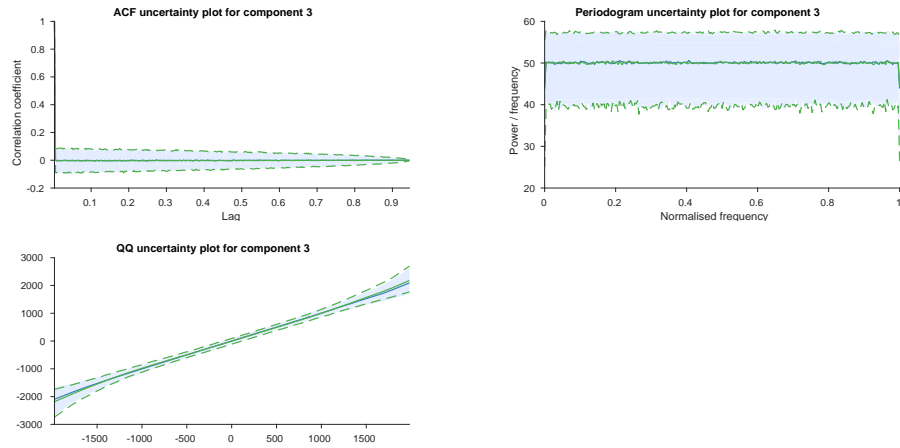 ACF uncertainty plot for component 3
Correlation coefficient
1
0.8
0.6
0.4
0.2
0
-0.2
0.1 0.2 0.3 0.4 0.5 0.6 0.7 0.8 0.9
Lag
Periodogram uncertainty plot for component 3
Power / frequency
60
50
40
30
20
0 0.2 0.4 0.6 0.8 1
Normalised frequency
QQ uncertainty plot for component 3
3000
2000
1000
0
-1000
-2000
-3000
-1500 -1000 -500 0 500 1000 1500